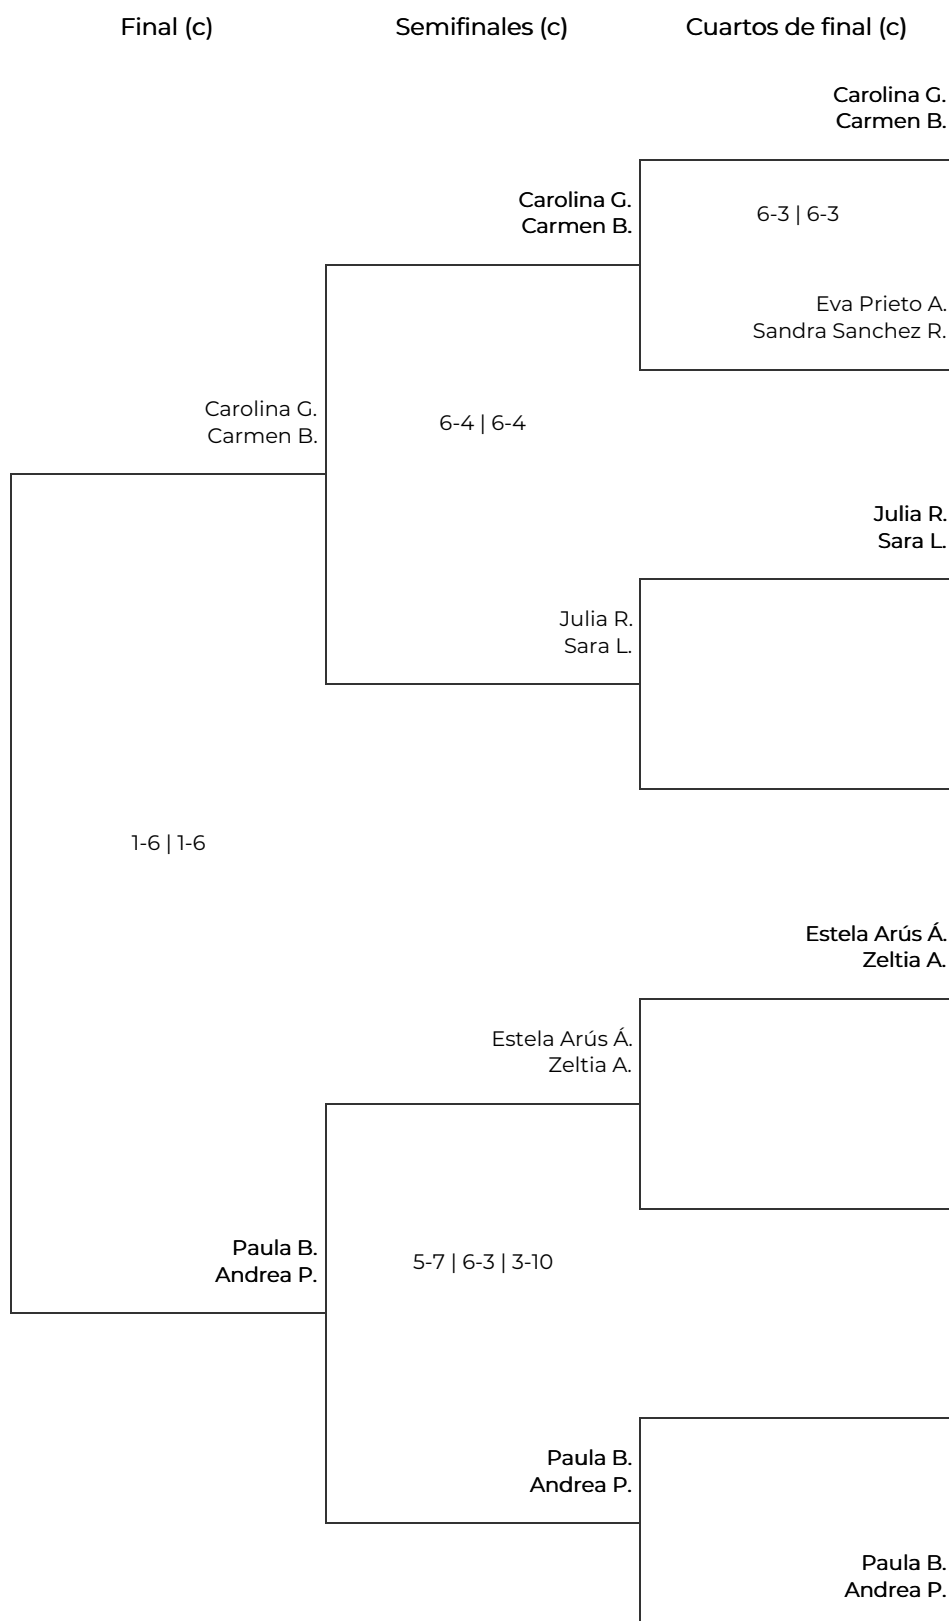 Final (c)
Semifinales (c)
Cuartos de final (c)
Carolina G.
Carmen B.
Carolina G.
Carmen B.
6-3 | 6-3
Eva Prieto A.
Sandra Sanchez R.
Carolina G.
Carmen B.
6-4 | 6-4
Julia R.
Sara L.
Julia R.
Sara L.
1-6 | 1-6
Estela Arús Á.
Zeltia A.
Estela Arús Á.
Zeltia A.
Paula B.
Andrea P.
5-7 | 6-3 | 3-10
Paula B.
Andrea P.
Paula B.
Andrea P.